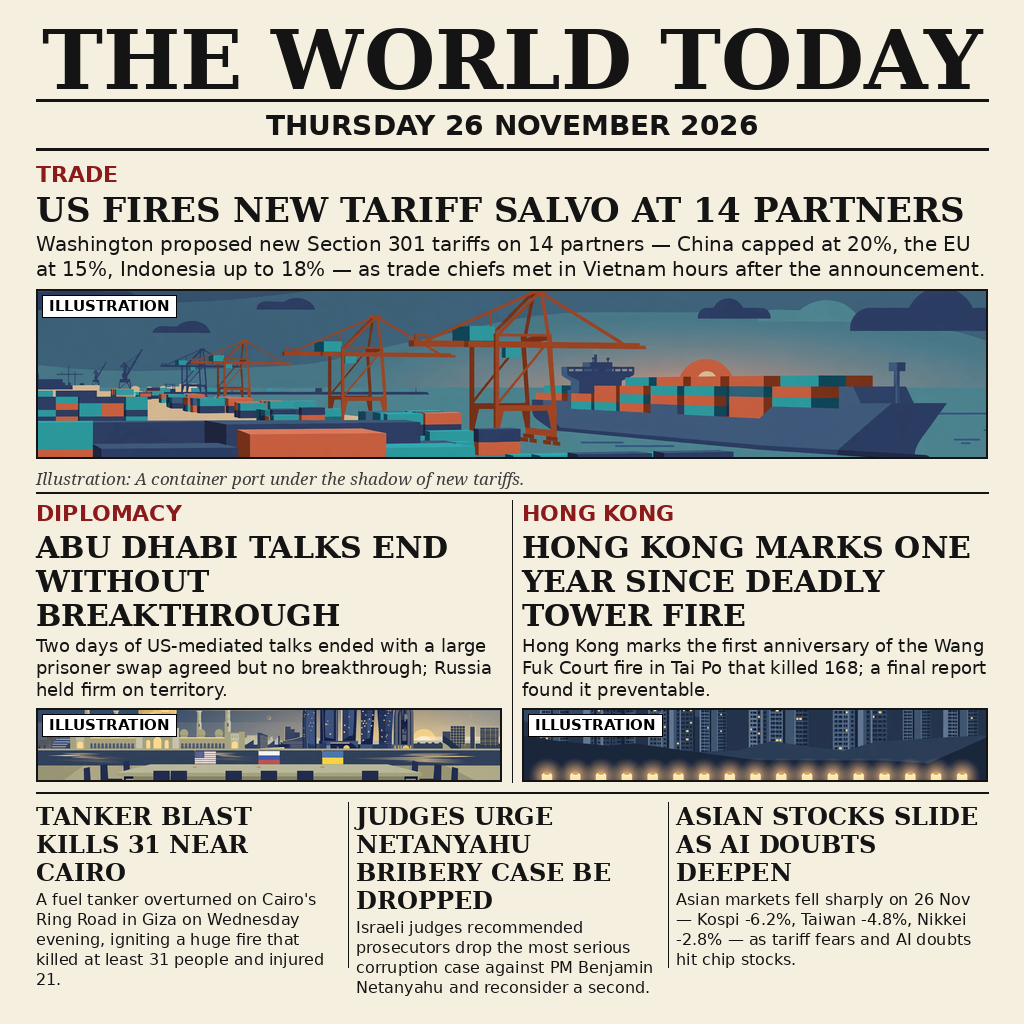 THE WORLD TODAY
THURSDAY 26 NOVEMBER 2026
TRADE
US FIRES NEW TARIFF SALVO AT 14 PARTNERS
Washington proposed new Section 301 tariffs on 14 partners — China capped at 20%, the EU
at 15%, Indonesia up to 18% — as trade chiefs met in Vietnam hours after the announcement.
ILLUSTRATION
Illustration: A container port under the shadow of new tariffs.
DIPLOMACY
ABU DHABI TALKS END
WITHOUT
BREAKTHROUGH
Two days of US-mediated talks ended with a large
prisoner swap agreed but no breakthrough; Russia
held firm on territory.
ILLUSTRATION
HONG KONG
HONG KONG MARKS ONE
YEAR SINCE DEADLY
TOWER FIRE
Hong Kong marks the first anniversary of the Wang
Fuk Court fire in Tai Po that killed 168; a final report
found it preventable.
ILLUSTRATION
TANKER BLAST
KILLS 31 NEAR
CAIRO
A fuel tanker overturned on Cairo's
Ring Road in Giza on Wednesday
evening, igniting a huge fire that
killed at least 31 people and injured
21.
JUDGES URGE
NETANYAHU
BRIBERY CASE BE
DROPPED
Israeli judges recommended
prosecutors drop the most serious
corruption case against PM Benjamin
Netanyahu and reconsider a second.
ASIAN STOCKS SLIDE
AS AI DOUBTS
DEEPEN
Asian markets fell sharply on 26 Nov
— Kospi -6.2%, Taiwan -4.8%, Nikkei
-2.8% — as tariff fears and AI doubts
hit chip stocks.